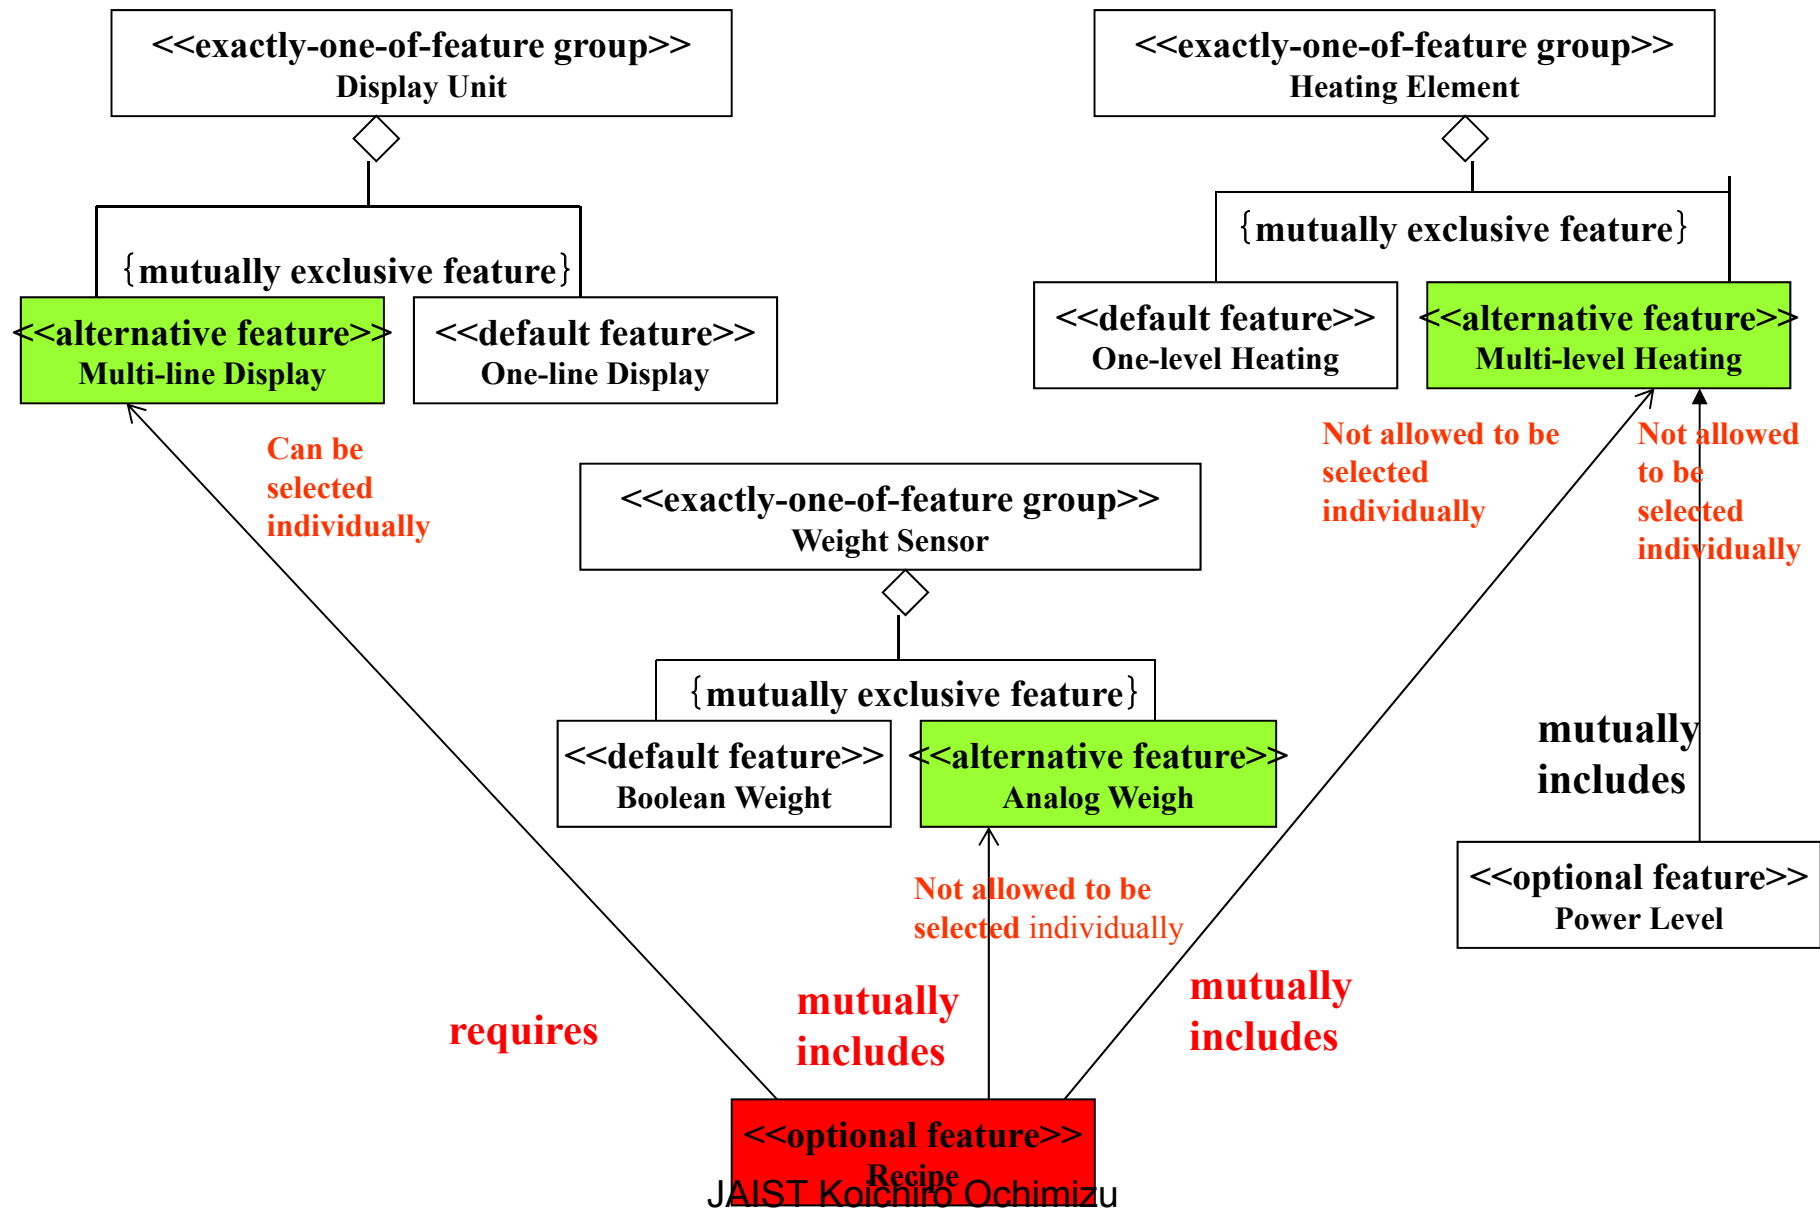 <<exactly-one-of-feature group>>
Display Unit
<<exactly-one-of-feature group>>
Heating Element
{mutually exclusive feature}
{mutually exclusive feature}
<<alternative feature>>
Multi-line Display
<<default feature>>
One-line Display
<<default feature>>
One-level Heating
<<alternative feature>>
Multi-level Heating
Can be
selected
individually
Not allowed to be
selected
individually
Not allowed
to be
selected
individually
<<exactly-one-of-feature group>>
Weight Sensor
{mutually exclusive feature}
<<default feature>>
Boolean Weight
<<alternative feature>>
Analog Weigh
mutually
includes
Not allowed to be
selected individually
<<optional feature>>
Power Level
requires
mutually
includes
mutually
includes
<<optional feature>>
Recipe
JAIST Koichiro Ochimizu